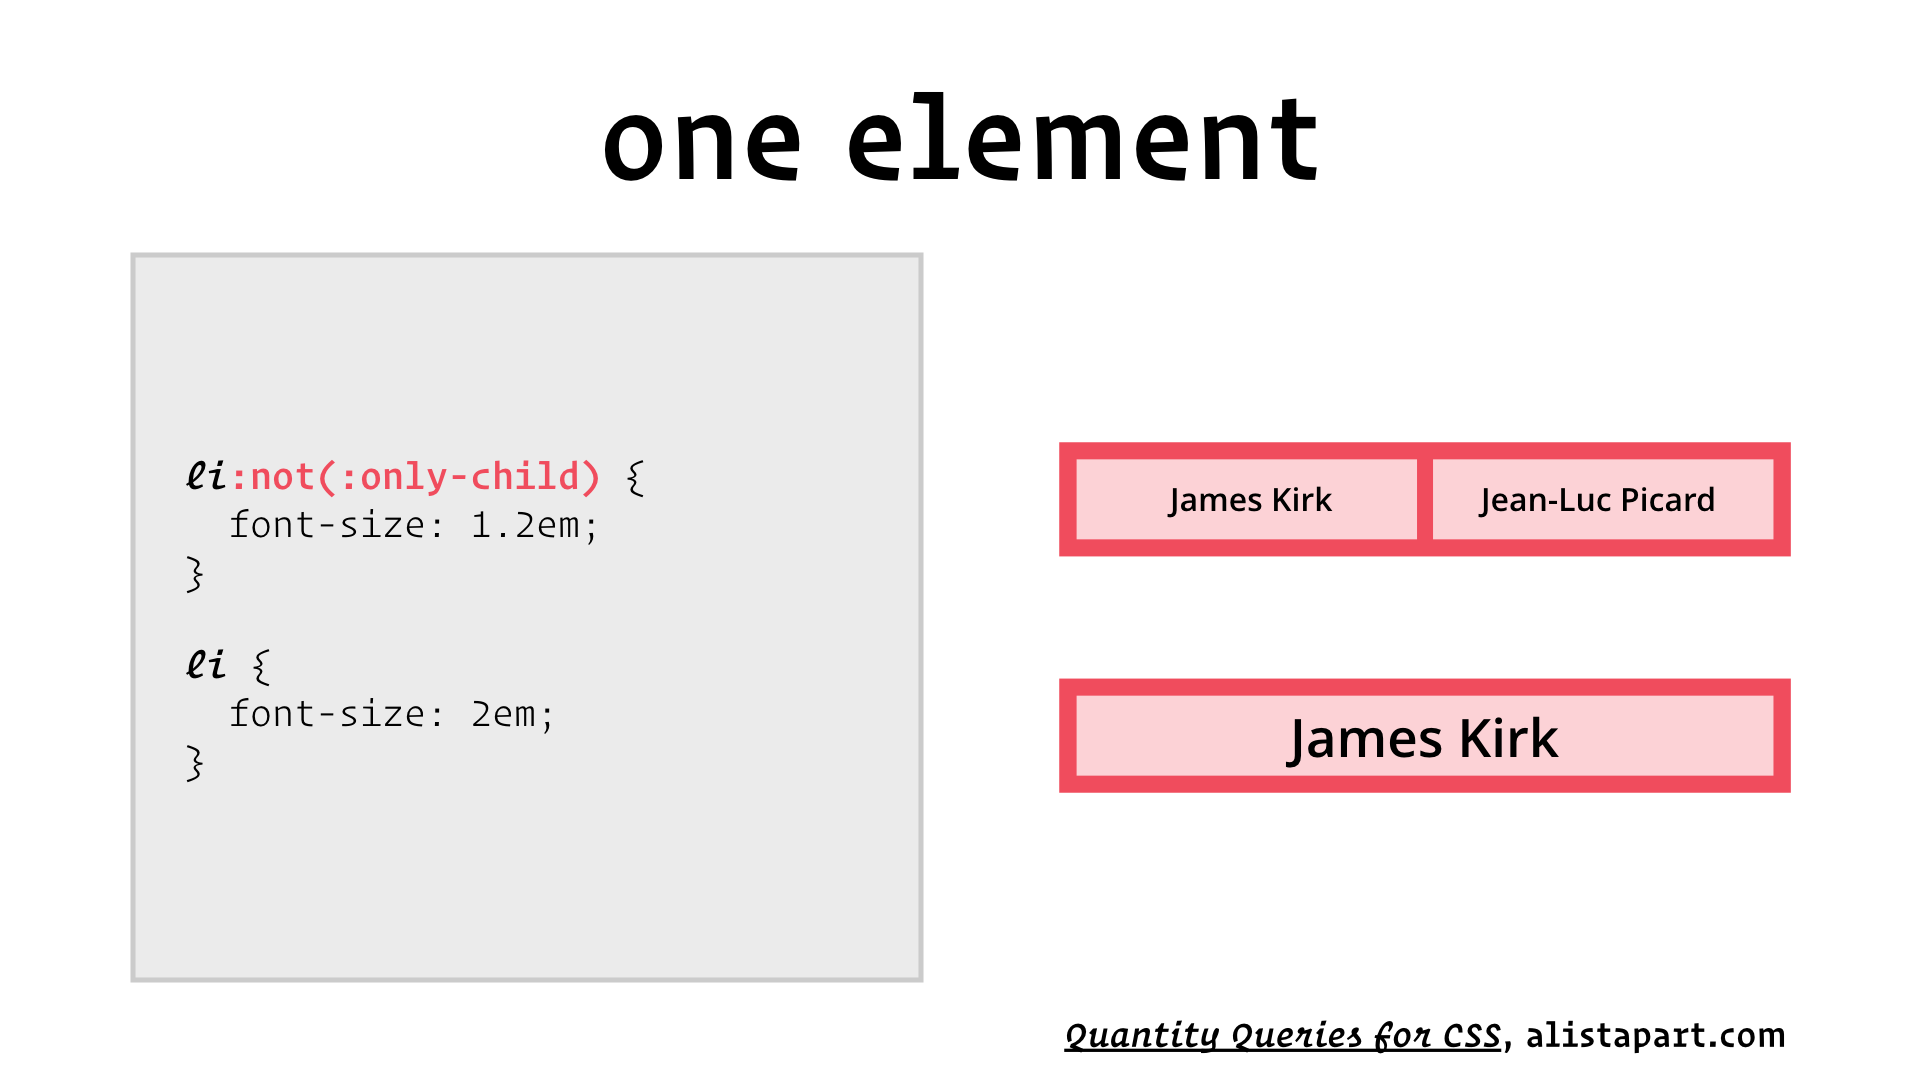 one element
li:not(:only-child) {
  font-size: 1.2em;
}
li {
  font-size: 2em;
}
James Kirk
Jean-Luc Picard
James Kirk
Quantity Queries for CSS, alistapart.com